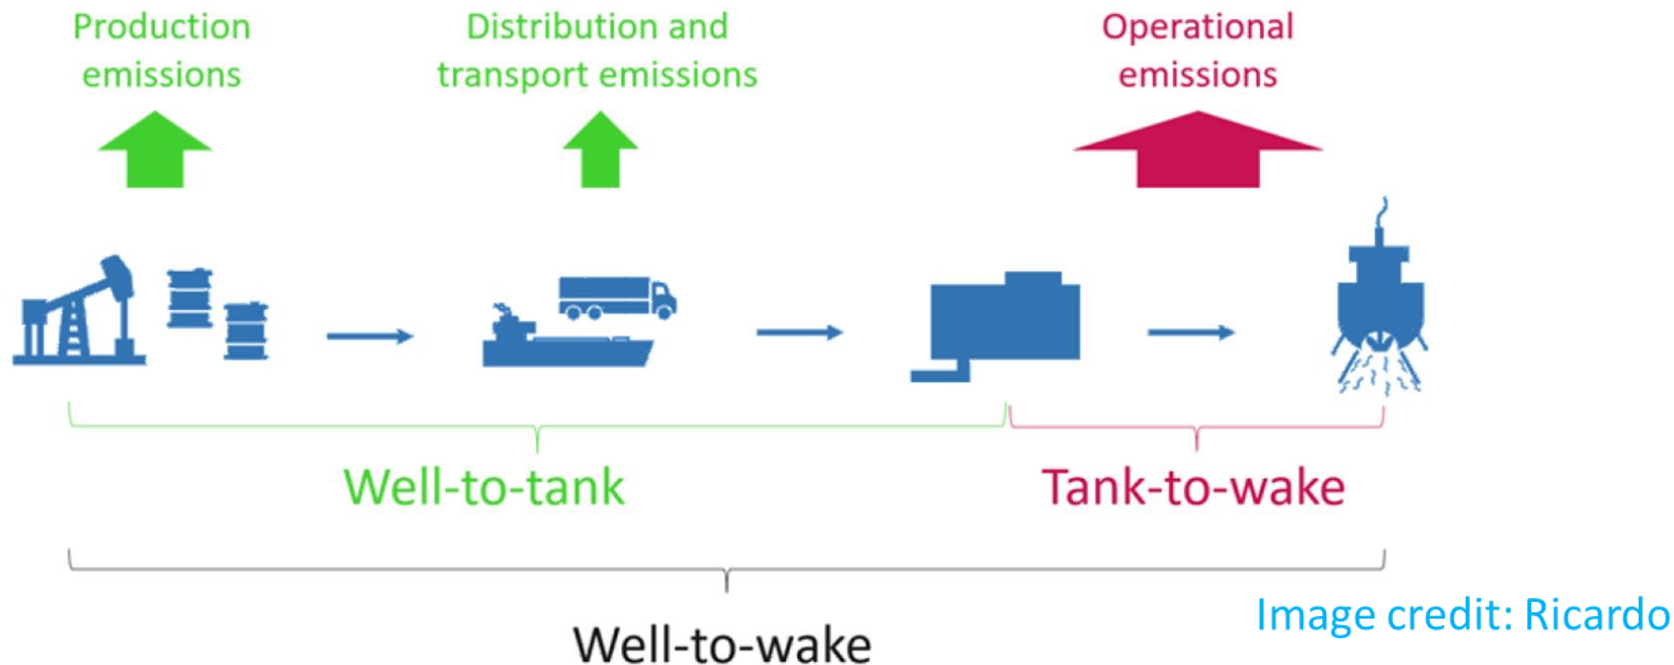 Production
emissions
Distribution and
transport emissions
Operational
emissions
Well-to-tank
Tank-to-wake
Well-to-wake
Image credit: Ricardo